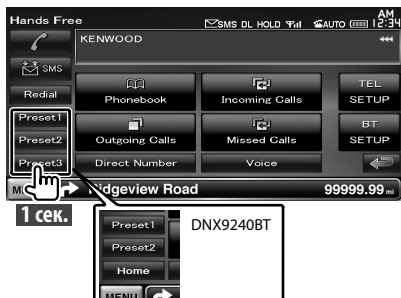 Hands Free SMS DL HOLD AUTO AM 12:34
KENWOOD
SMS
Redial Phonebook Incoming Calls TEL SETUP
Preset1
Preset2 Outgoing Calls Missed Calls BT SETUP
Preset3 Direct Number Voice
Ridgeview Road 99999.99 mi
1 сек.
Preset1 DNX9240BT
Preset2
Home
MENU